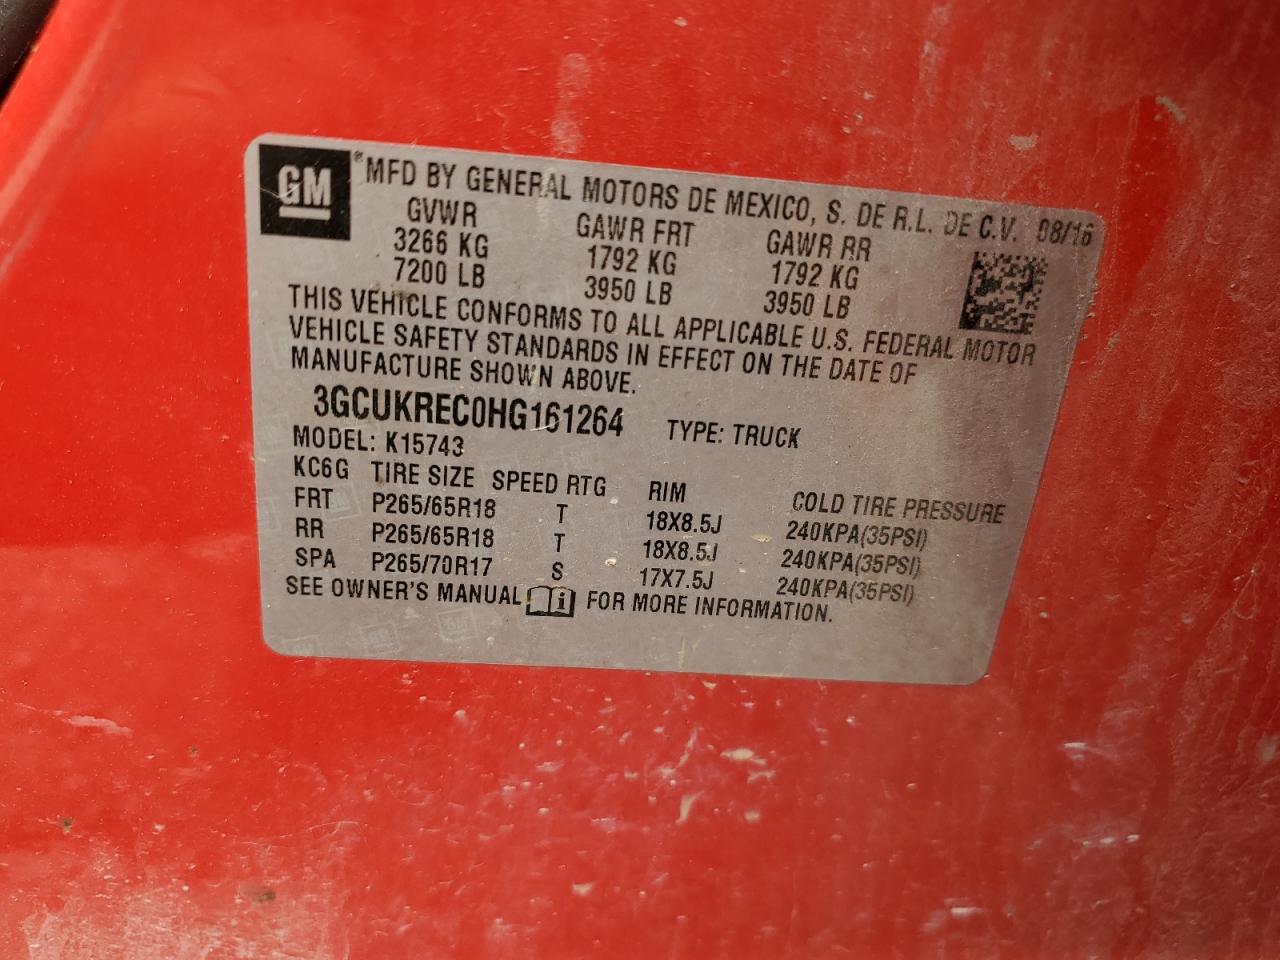 GM ® MFD BY GENERAL MOTORS DE MEXICO, S. DE R.L. DE C.V. 08/16
GVWR GAWR FRT GAWR RR
3266 KG 1792 KG 1792 KG
7200 LB 3950 LB 3950 LB
THIS VEHICLE CONFORMS TO ALL APPLICABLE U.S. FEDERAL MOTOR
VEHICLE SAFETY STANDARDS IN EFFECT ON THE DATE OF
MANUFACTURE SHOWN ABOVE.
3GCUKREC0HG161264 TYPE: TRUCK
MODEL: K15743
KC6G TIRE SIZE SPEED RTG RIM COLD TIRE PRESSURE
FRT P265/65R18 T 18X8.5J 240KPA(35PSI)
RR P265/65R18 T 18X8.5J 240KPA(35PSI)
SPA P265/70R17 S 17X7.5J 240KPA(35PSI)
SEE OWNER'S MANUAL i FOR MORE INFORMATION.